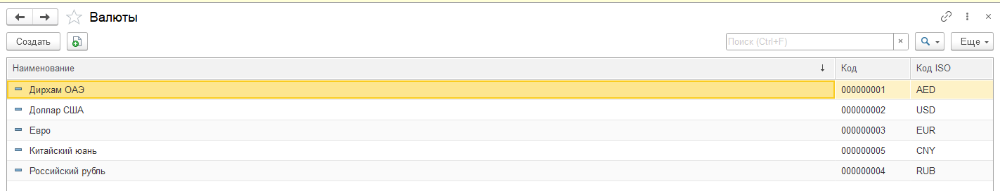 Валюты
Создать
Поиск (Ctrl+F)
×
Еще
Наименование ↓ Код Код ISO
Дирхам ОАЭ 000000001 AED
Доллар США 000000002 USD
Евро 000000003 EUR
Китайский юань 000000005 CNY
Российский рубль 000000004 RUB